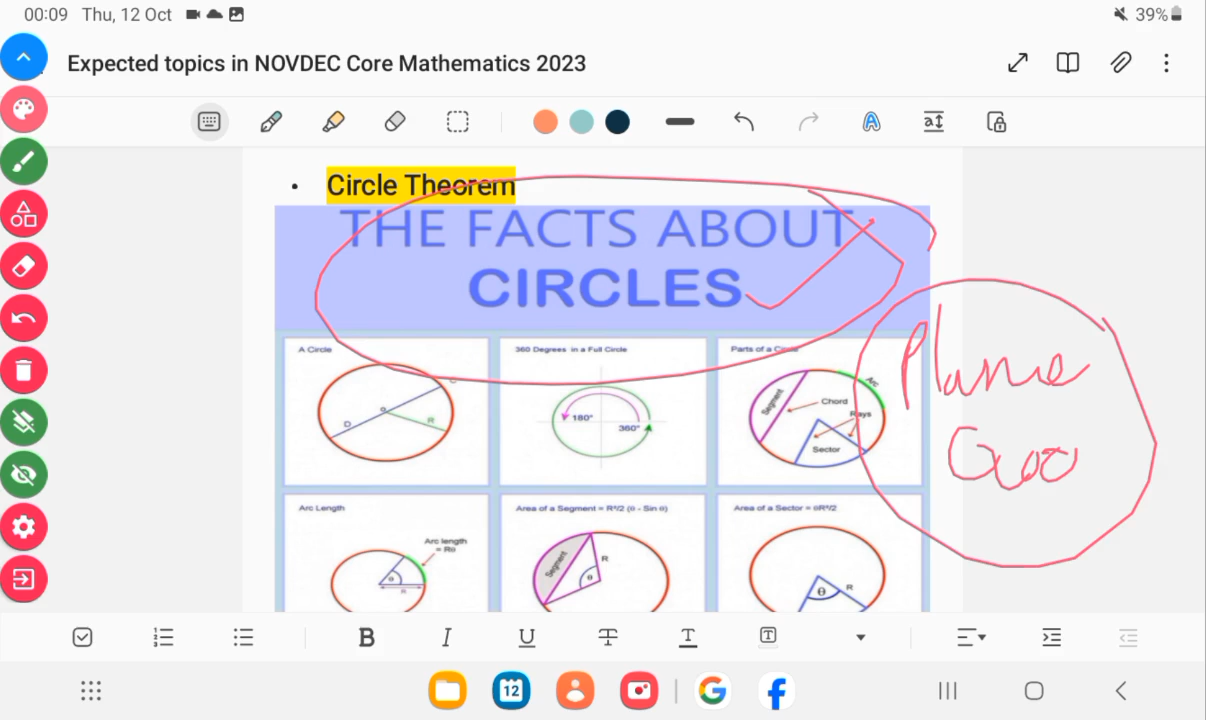 00:09 Thu, 12 Oct 39%
Expected topics in NOVDEC Core Mathematics 2023
• Circle Theorem
THE FACTS ABOUT
CIRCLES
A Circle
D
R
360 Degrees in a Full Circle
180°
360°
Parts of a Circle
Segment
Chord
Arc
Rays
Sector
Plane
Geo
Arc Length
Arc length
= Rθ
θ
R
Area of a Segment = R²/2 (θ - Sin θ)
Segment
R
θ
Area of a Sector = θR²/2
θ
R
B I U T T T
12
G